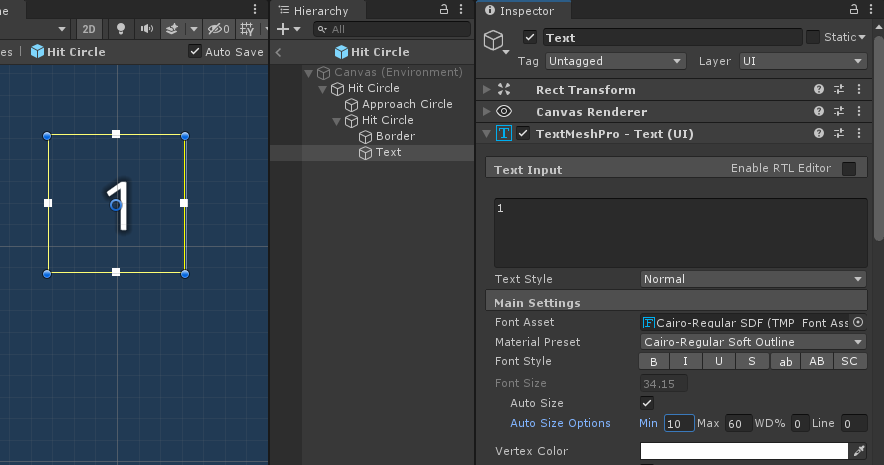 ne
2D
0
es
Hit Circle
Auto Save
1
Hierarchy
All
Hit Circle
Canvas (Environment)
Hit Circle
Approach Circle
Hit Circle
Border
Text
Inspector
Text
Static
Tag Untagged Layer UI
Rect Transform
Canvas Renderer
TextMeshPro - Text (UI)
Text Input
Enable RTL Editor
1
Text Style Normal
Main Settings
Font Asset Cairo-Regular SDF (TMP_Font Ass
Material Preset Cairo-Regular Soft Outline
Font Style B I U S ab AB SC
Font Size 34.15
Auto Size
Auto Size Options Min 10 Max 60 WD% 0 Line 0
Vertex Color